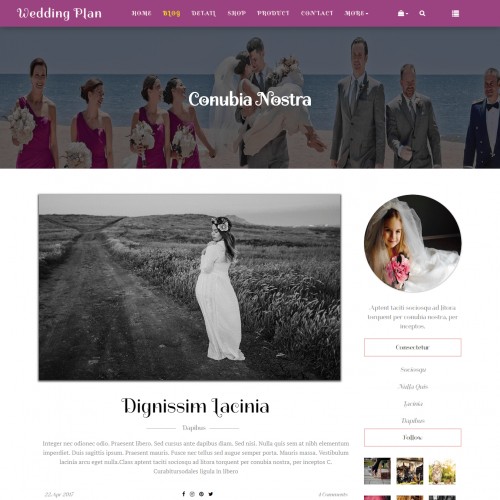 Wedding Plan
HOME BLOG DETAIL SHOP PRODUCT CONTACT MORE
Conubia Nostra
Dignissim Lacinia
Dapibus
Integer nec odionec odio. Praesent libero. Sed cursus ante dapibus diam. Sed nisi. Nulla quis sem at nibh elementum
imperdiet. Duis sagittis ipsum. Praesent mauris. Fusce nec tellus sed augue semper porta. Mauris massa. Vestibulum
lacinia arcu eget nulla.Class aptent taciti sociosqu ad litora torquent per conubia nostra, per inceptos C.
Curabitursodales ligula in libero
22 Apr 2017
4 Comments
Aptent taciti sociosqu ad litora
torquent per conubia nostra, per
inceptos.
Consectetur
Sociosqu
Nulla Quis
Lacinia
Dapibus
Follow